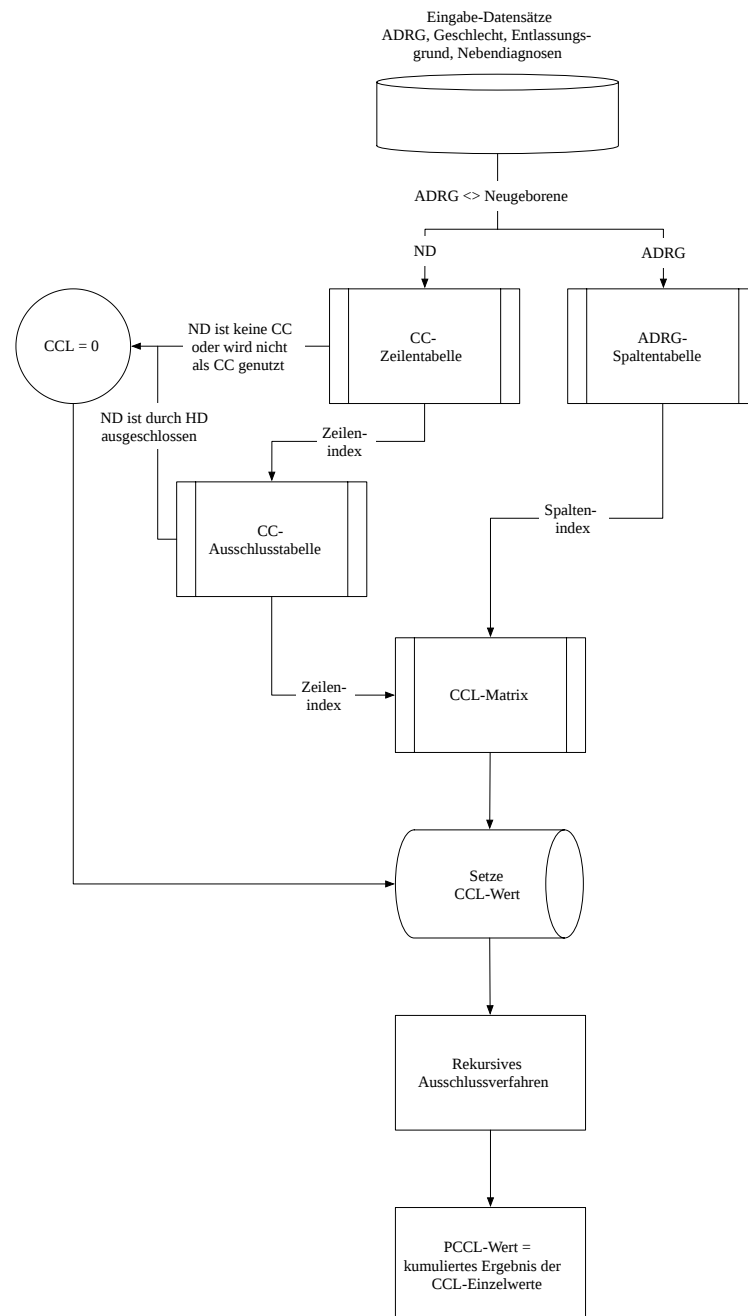 Eingabe-Datensätze
ADRG, Geschlecht, Entlassungs-
grund, Nebendiagnosen
ADRG <> Neugeborene
ND
ADRG
CCL = 0
ND ist keine CC
oder wird nicht
als CC genutzt
CC-
Zeilentabelle
ADRG-
Spaltentabelle
ND ist durch HD
ausgeschlossen
Zeilen-
index
CC-
Ausschlusstabelle
Spalten-
index
Zeilen-
index
CCL-Matrix
Setze
CCL-Wert
Rekursives
Ausschlussverfahren
PCCL-Wert =
kumuliertes Ergebnis der
CCL-Einzelwerte